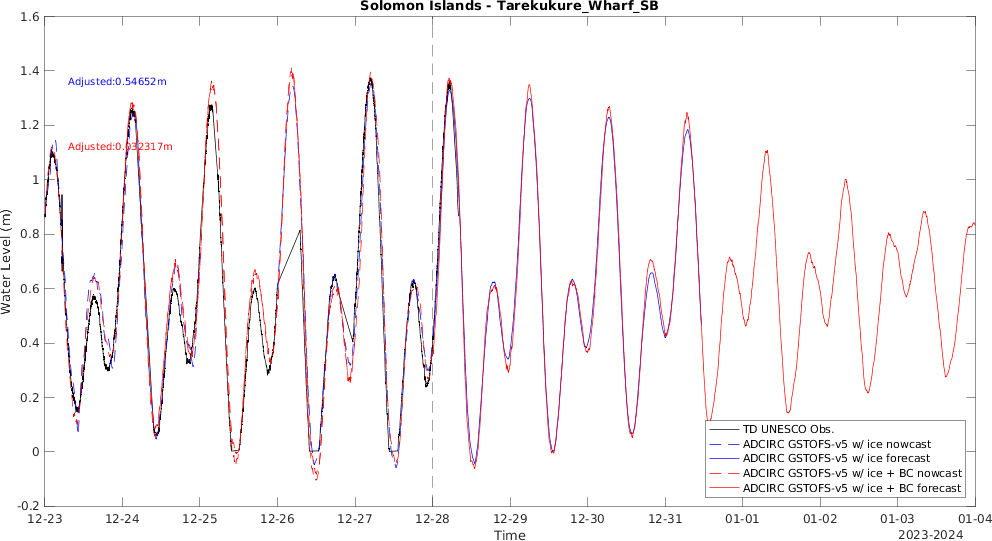 Solomon Islands - Tarekukure_Wharf_SB
1.6
1.4
1.2
1
0.8
0.6
0.4
0.2
0
-0.2
Water Level (m)
Adjusted:0.54652m
Adjusted:0.032317m
TD UNESCO Obs.
ADCIRC GSTOFS-v5 w/ ice nowcast
ADCIRC GSTOFS-v5 w/ ice forecast
ADCIRC GSTOFS-v5 w/ ice + BC nowcast
ADCIRC GSTOFS-v5 w/ ice + BC forecast
12-23 12-24 12-25 12-26 12-27 12-28 12-29 12-30 12-31 01-01 01-02 01-03 01-04
Time
2023-2024